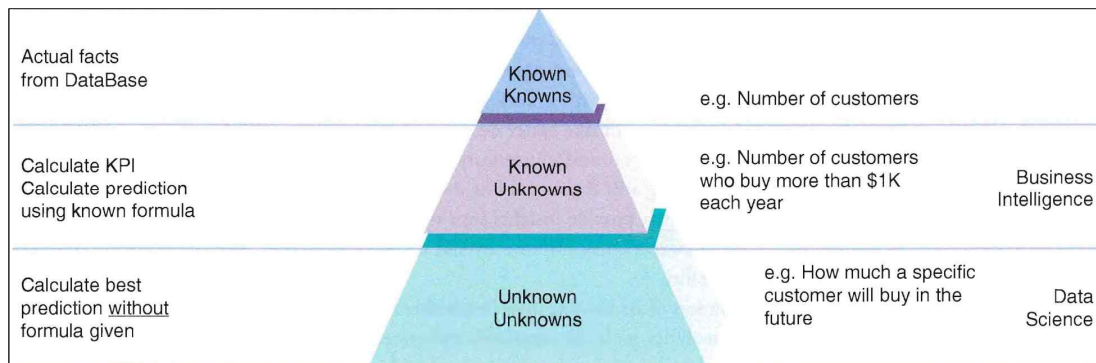 Actual facts
from DataBase
Known
Knowns
e.g. Number of customers
Calculate KPI
Calculate prediction
using known formula
Known
Unknowns
e.g. Number of customers
who buy more than $1K
each year
Business
Intelligence
Calculate best
prediction without
formula given
Unknown
Unknowns
e.g. How much a specific
customer will buy in the
future
Data
Science